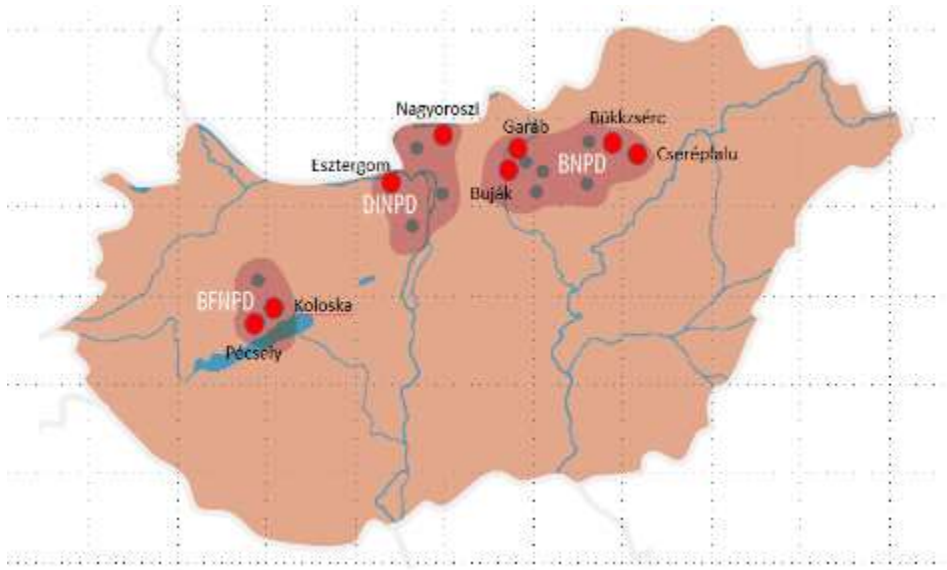 Nagyoroszi
Garáb
Bükkzsérc
Cserépfalu
Esztergom
BNPD
Buják
DINPD
BFNPD
Koloska
Pécsely